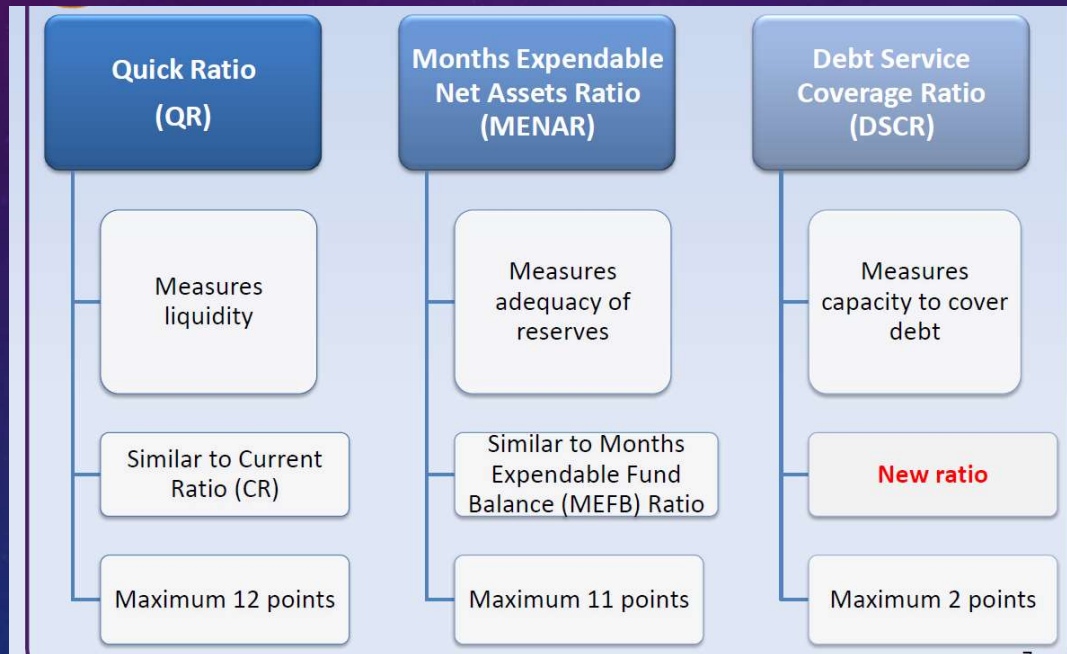 Quick Ratio
(QR)
Measures
liquidity
Similar to Current
Ratio (CR)
Maximum 12 points
Months Expendable
Net Assets Ratio
(MENAR)
Measures
adequacy of
reserves
Similar to Months
Expendable Fund
Balance (MEFB) Ratio
Maximum 11 points
Debt Service
Coverage Ratio
(DSCR)
Measures
capacity to cover
debt
New ratio
Maximum 2 points